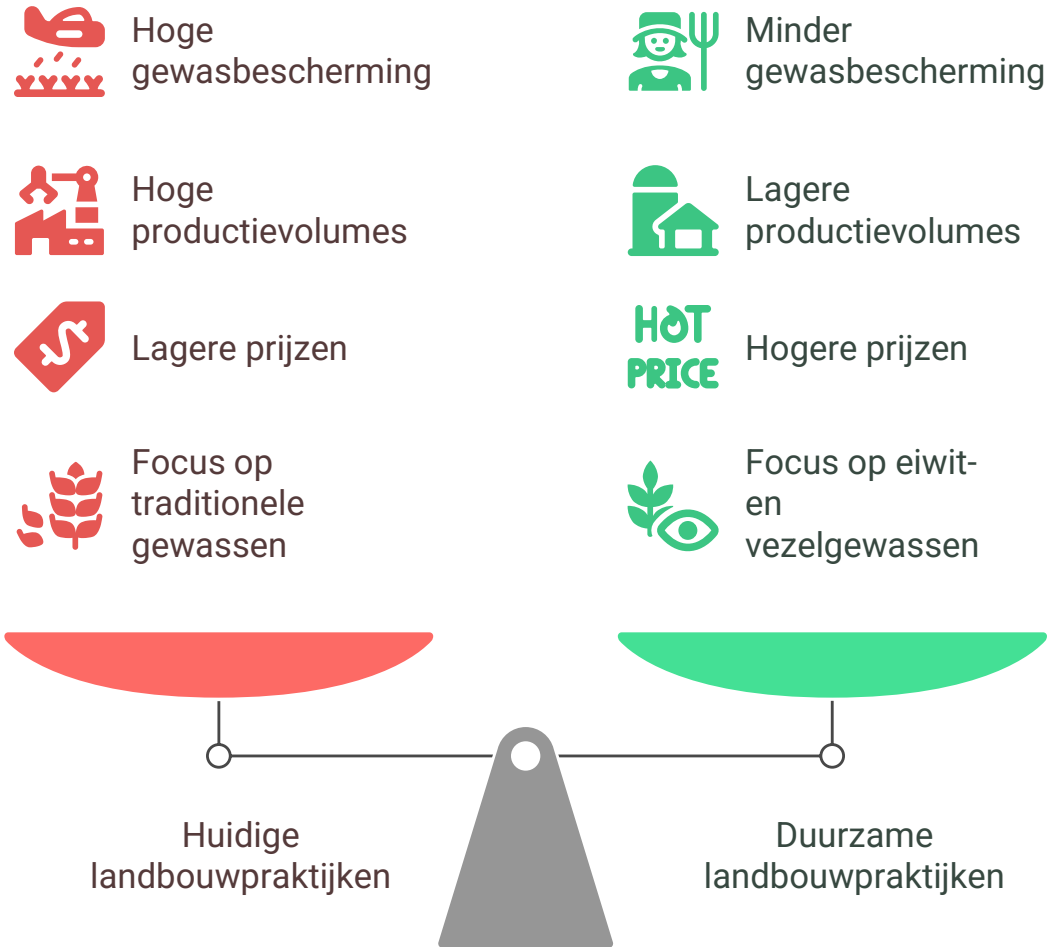 Hoge
gewasbescherming
Minder
gewasbescherming
Hoge
productievolumes
Lagere
productievolumes
Lagere prijzen
HOT
PRICE
Hogere prijzen
Focus op
traditionele
gewassen
Focus op eiwit-
en
vezelgewassen
Huidige
landbouwpraktijken
Duurzame
landbouwpraktijken